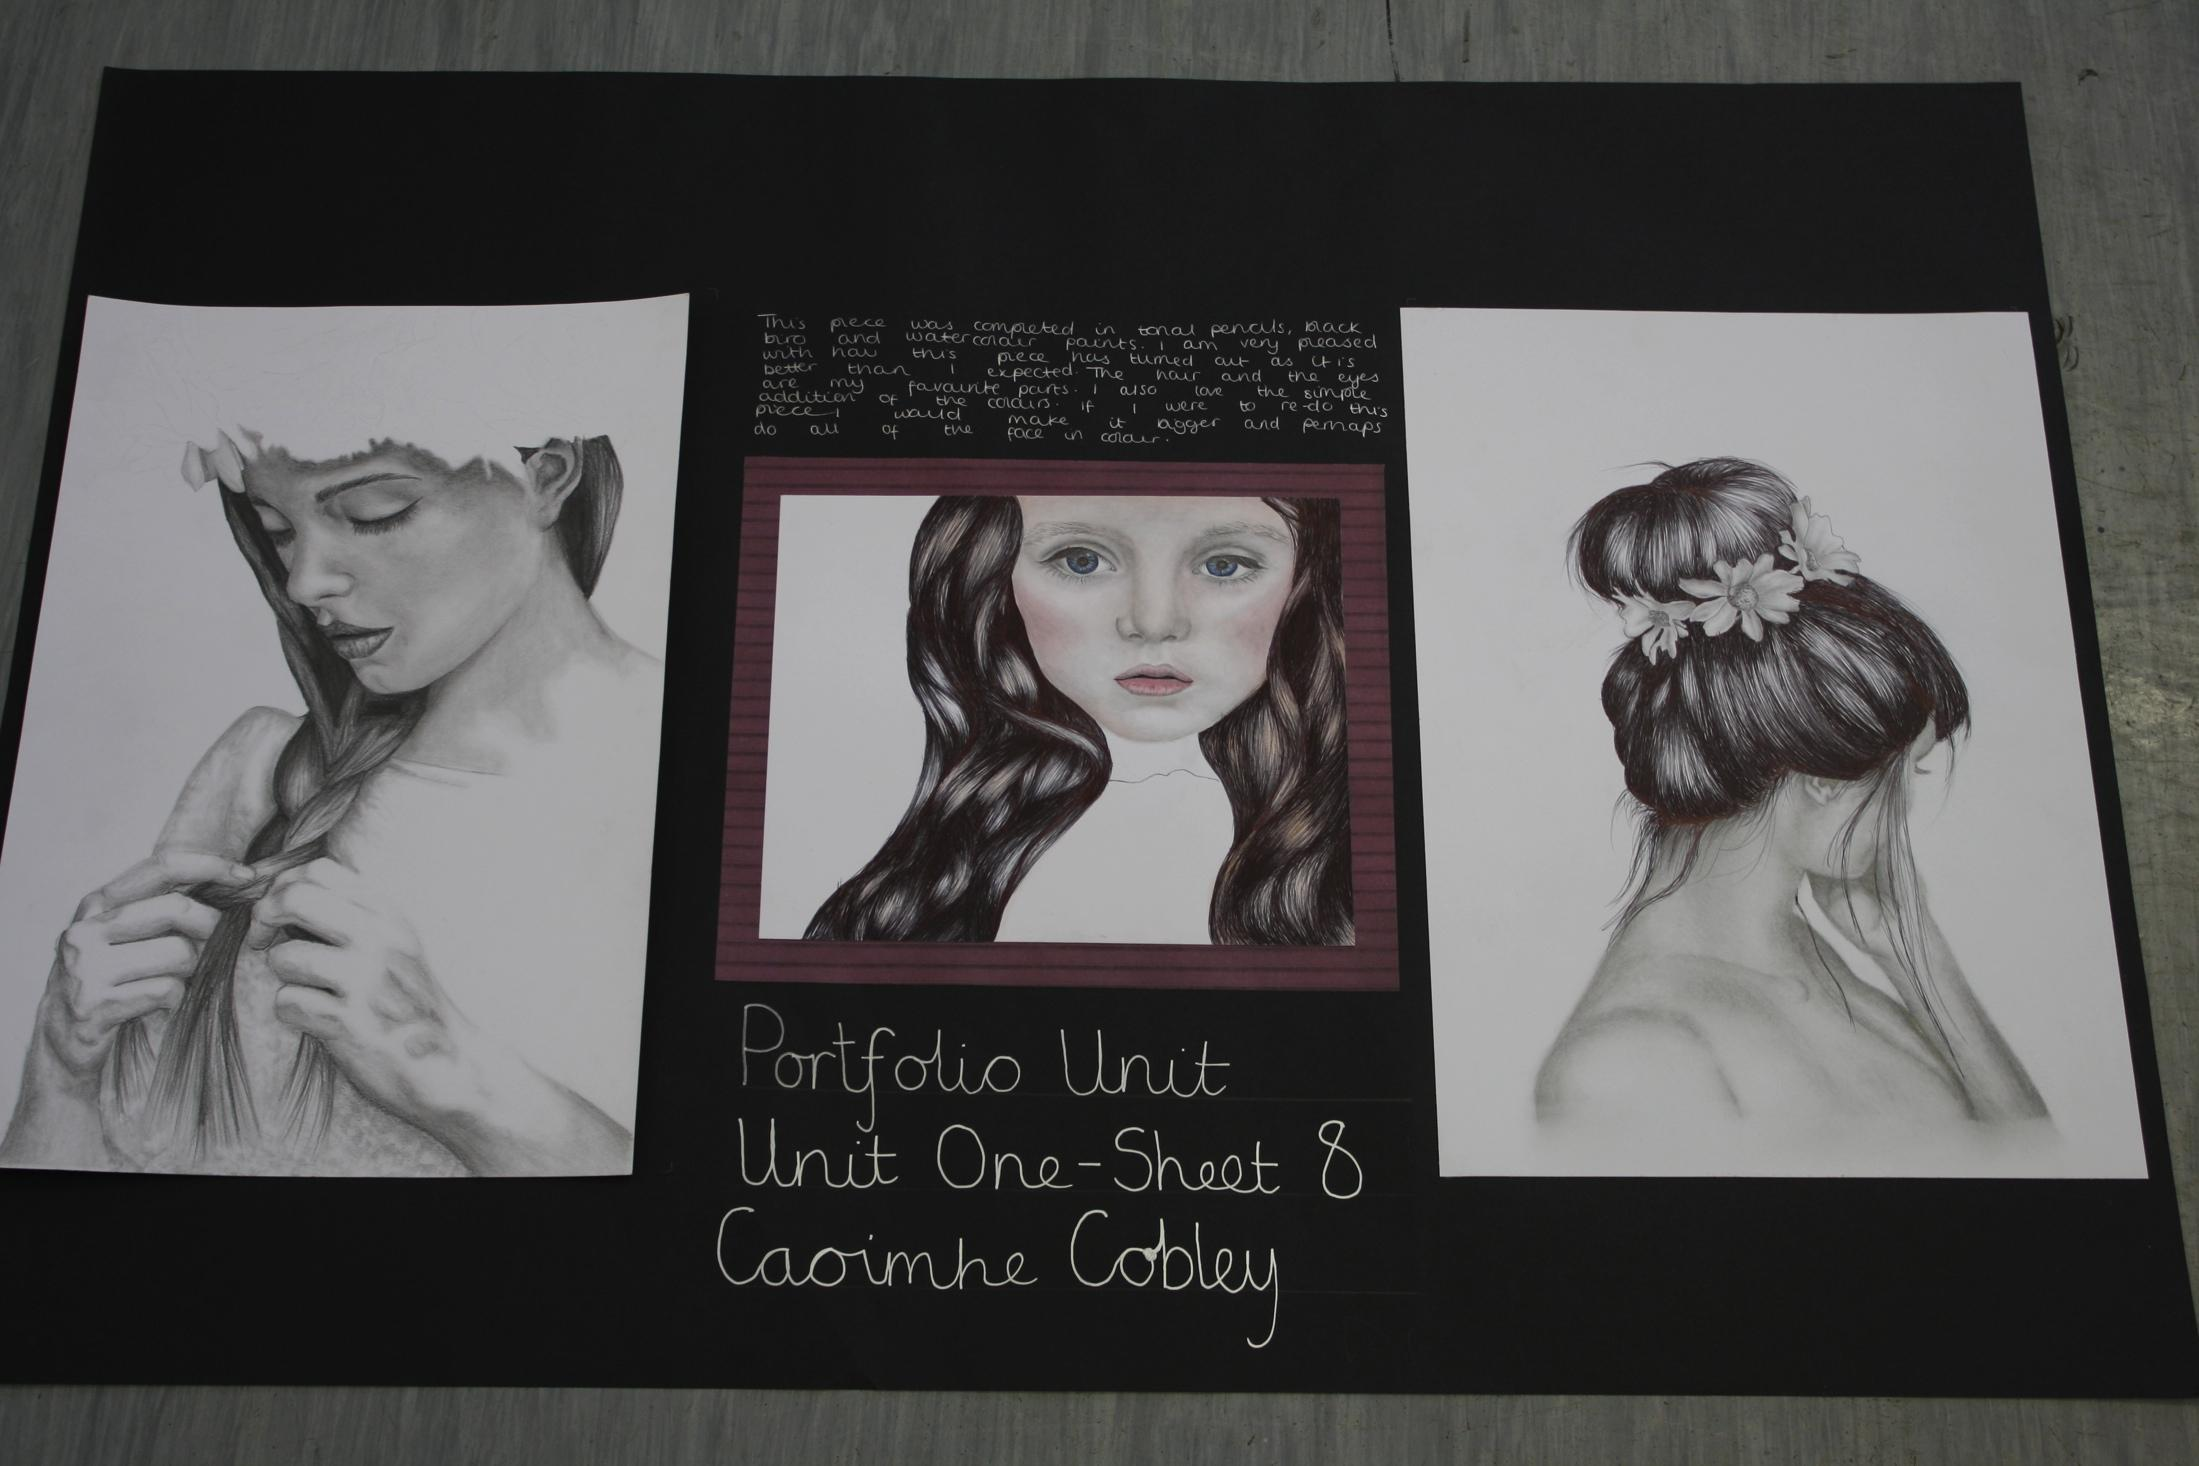 This piece was completed in tonal pencils, black
biro and watercolour paints. I am very pleased
with how this piece has turned out as it is
better than I expected. The hair and the eyes
are my favourite parts. I also love the simple
addition of the colours. If I were to re-do this
piece I would make it bigger and perhaps
do all of the face in colour.
Portfolio Unit
Unit One-Sheet 8
Caoimhe Cobley